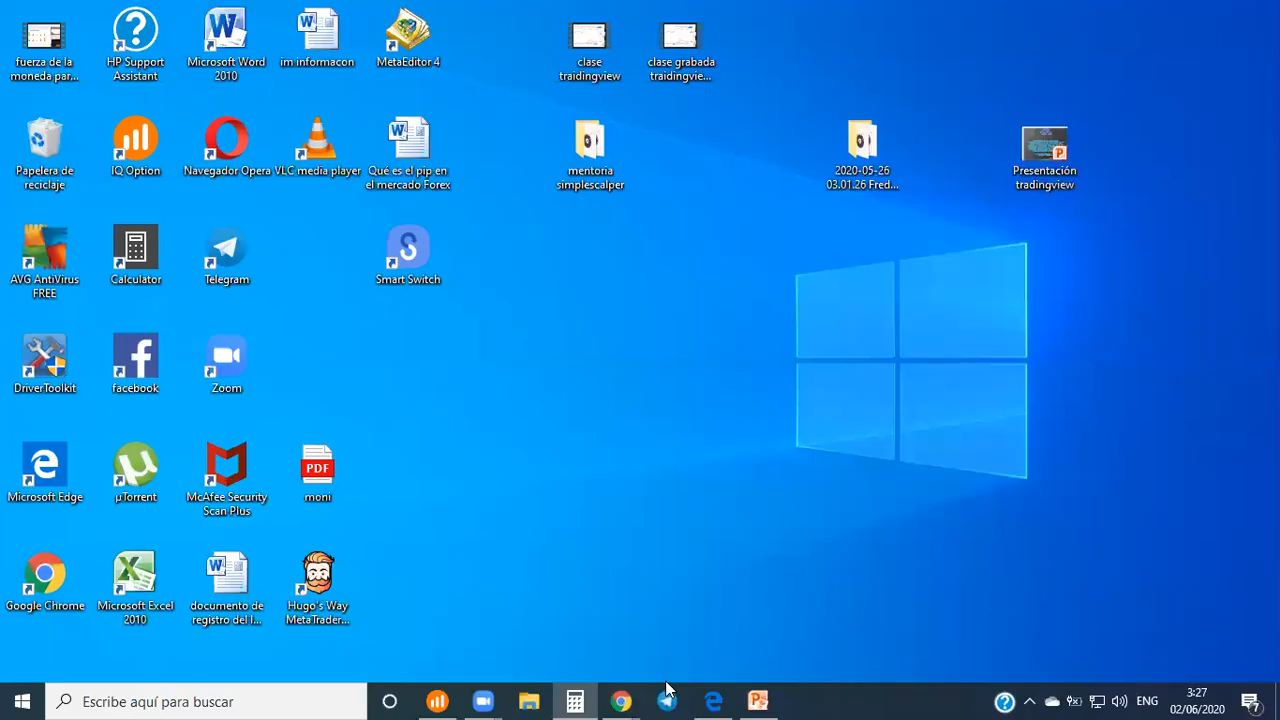 fuerza de la
moneda par...
HP Support
Assistant
Microsoft Word
2010
im informacon
MetaEditor 4
clase
traidingview
clase grabada
traidingvie...
Papelera de
reciclaje
IQ Option
Navegador Opera
VLC media player
Qué es el pip en
el mercado Forex
mentoria
simplescalper
2020-05-26
03.01.26 Fred...
Presentación
tradingview
AVG AntiVirus
FREE
Calculator
Telegram
Smart Switch
DriverToolkit
facebook
Zoom
Microsoft Edge
µTorrent
McAfee Security
Scan Plus
PDF
moni
Google Chrome
Microsoft Excel
2010
documento de
registro del I...
Hugo's Way
MetaTrader...
Escribe aquí para buscar
ENG
3:27
02/06/2020
7